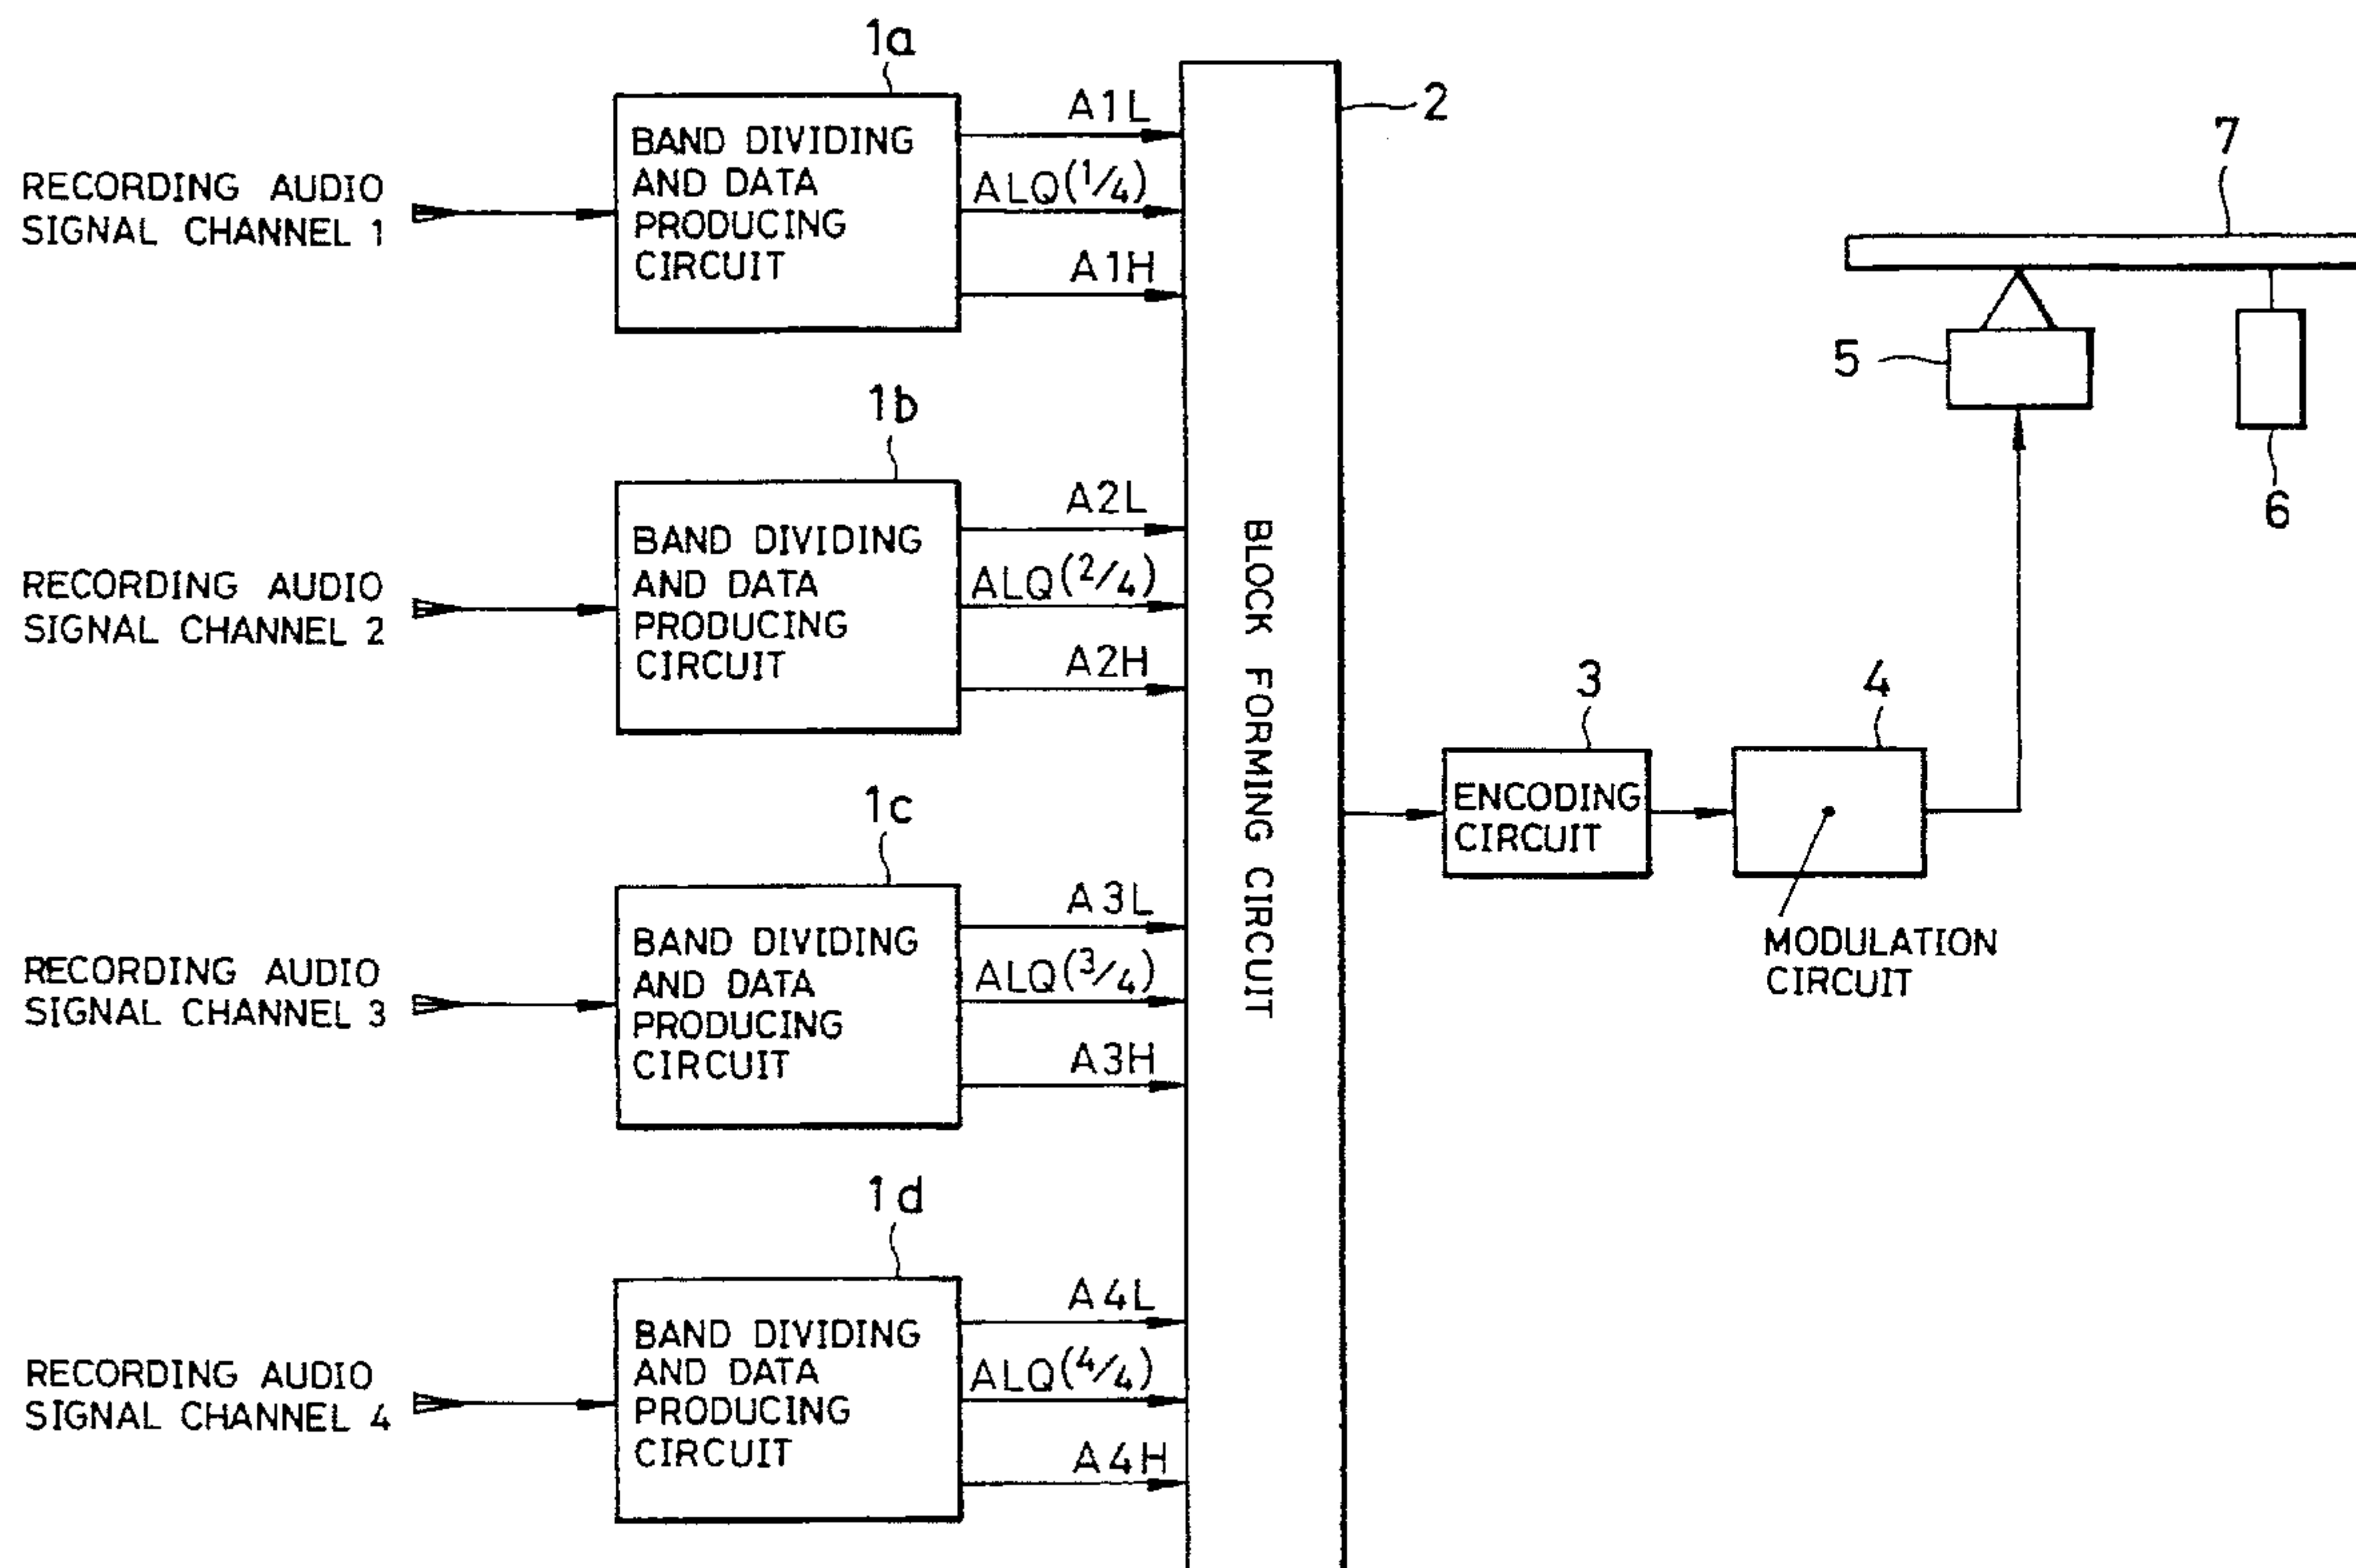 1a
RECORDING AUDIO
SIGNAL CHANNEL 1
BAND DIVIDING
AND DATA
PRODUCING
CIRCUIT
A1L
ALQ(1/4)
A1H
1b
RECORDING AUDIO
SIGNAL CHANNEL 2
BAND DIVIDING
AND DATA
PRODUCING
CIRCUIT
A2L
ALQ(2/4)
A2H
1c
RECORDING AUDIO
SIGNAL CHANNEL 3
BAND DIVIDING
AND DATA
PRODUCING
CIRCUIT
A3L
ALQ(3/4)
A3H
1d
RECORDING AUDIO
SIGNAL CHANNEL 4
BAND DIVIDING
AND DATA
PRODUCING
CIRCUIT
A4L
ALQ(4/4)
A4H
2
BLOCK FORMING CIRCUIT
3
ENCODING
CIRCUIT
4
MODULATION
CIRCUIT
5
6
7